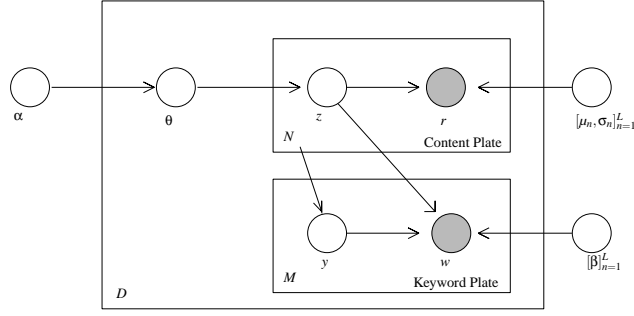 α
θ
z
r
[μₙ, σₙ]ᴸₙ₌₁
N
Content Plate
y
w
[β]ᴸₙ₌₁
M
Keyword Plate
D